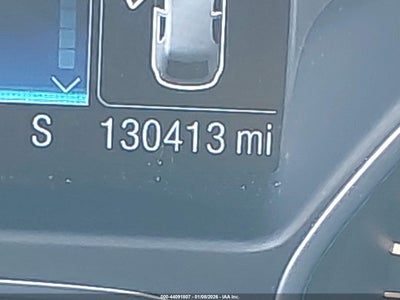 S 130413 mi
000-44091007 - 01/09/2026 - IAA Inc.